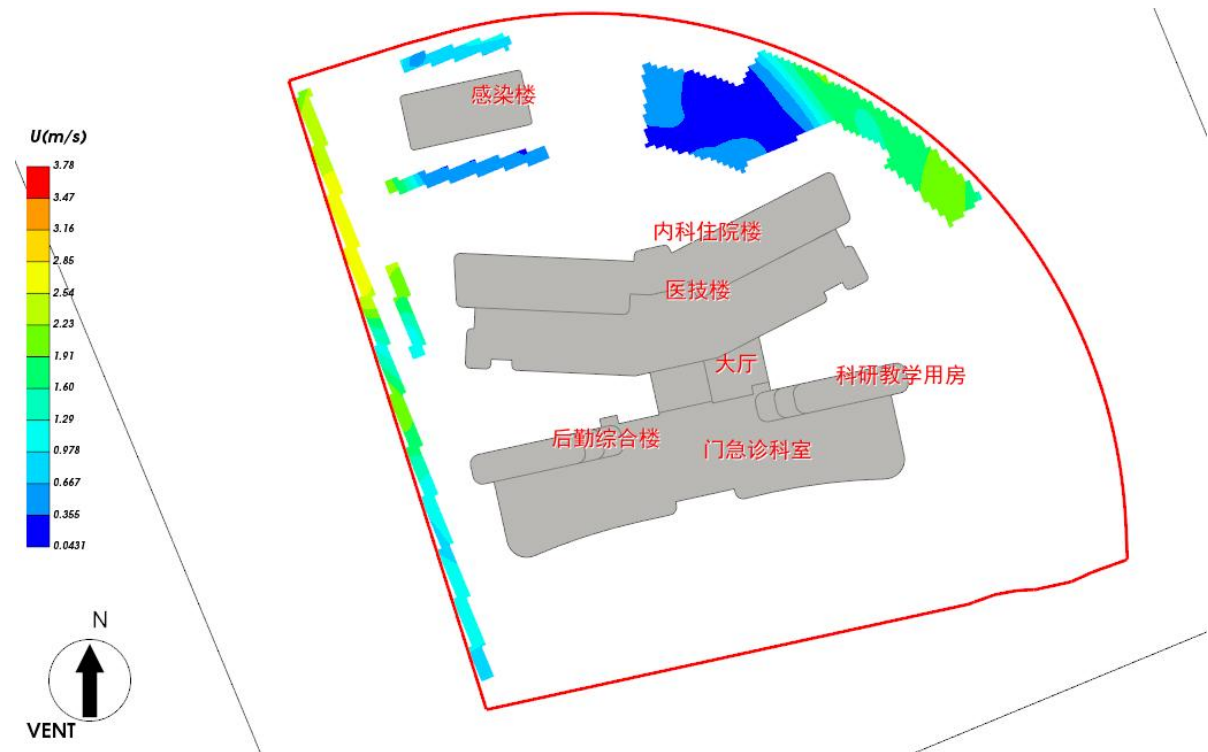 感染楼
U(m/s)
3.78
3.47
3.16
2.85
2.54
2.23
1.91
1.60
1.29
0.978
0.667
0.355
0.0431
内科住院楼
医技楼
大厅
科研教学用房
后勤综合楼
门急诊科室
N
VENT